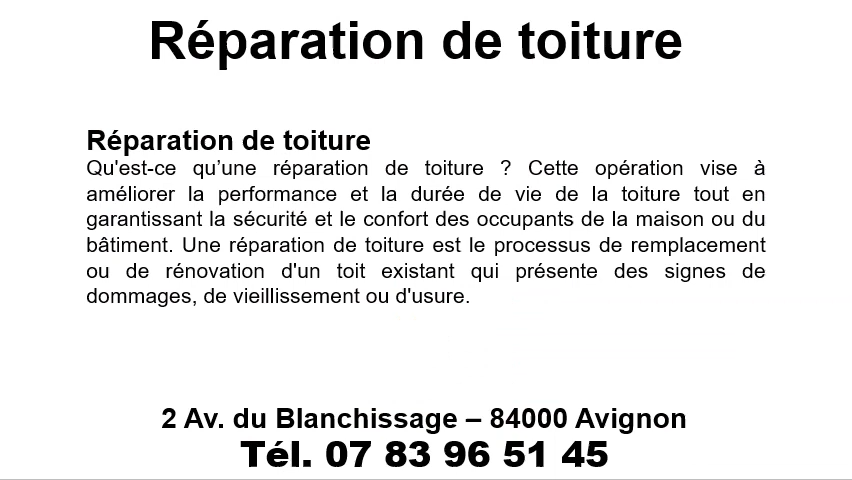 Réparation de toiture
Réparation de toiture
Qu'est-ce qu’une réparation de toiture ? Cette opération vise à
améliorer la performance et la durée de vie de la toiture tout en
garantissant la sécurité et le confort des occupants de la maison ou du
bâtiment. Une réparation de toiture est le processus de remplacement
ou de rénovation d'un toit existant qui présente des signes de
dommages, de vieillissement ou d'usure.
2 Av. du Blanchissage – 84000 Avignon
Tél. 07 83 96 51 45